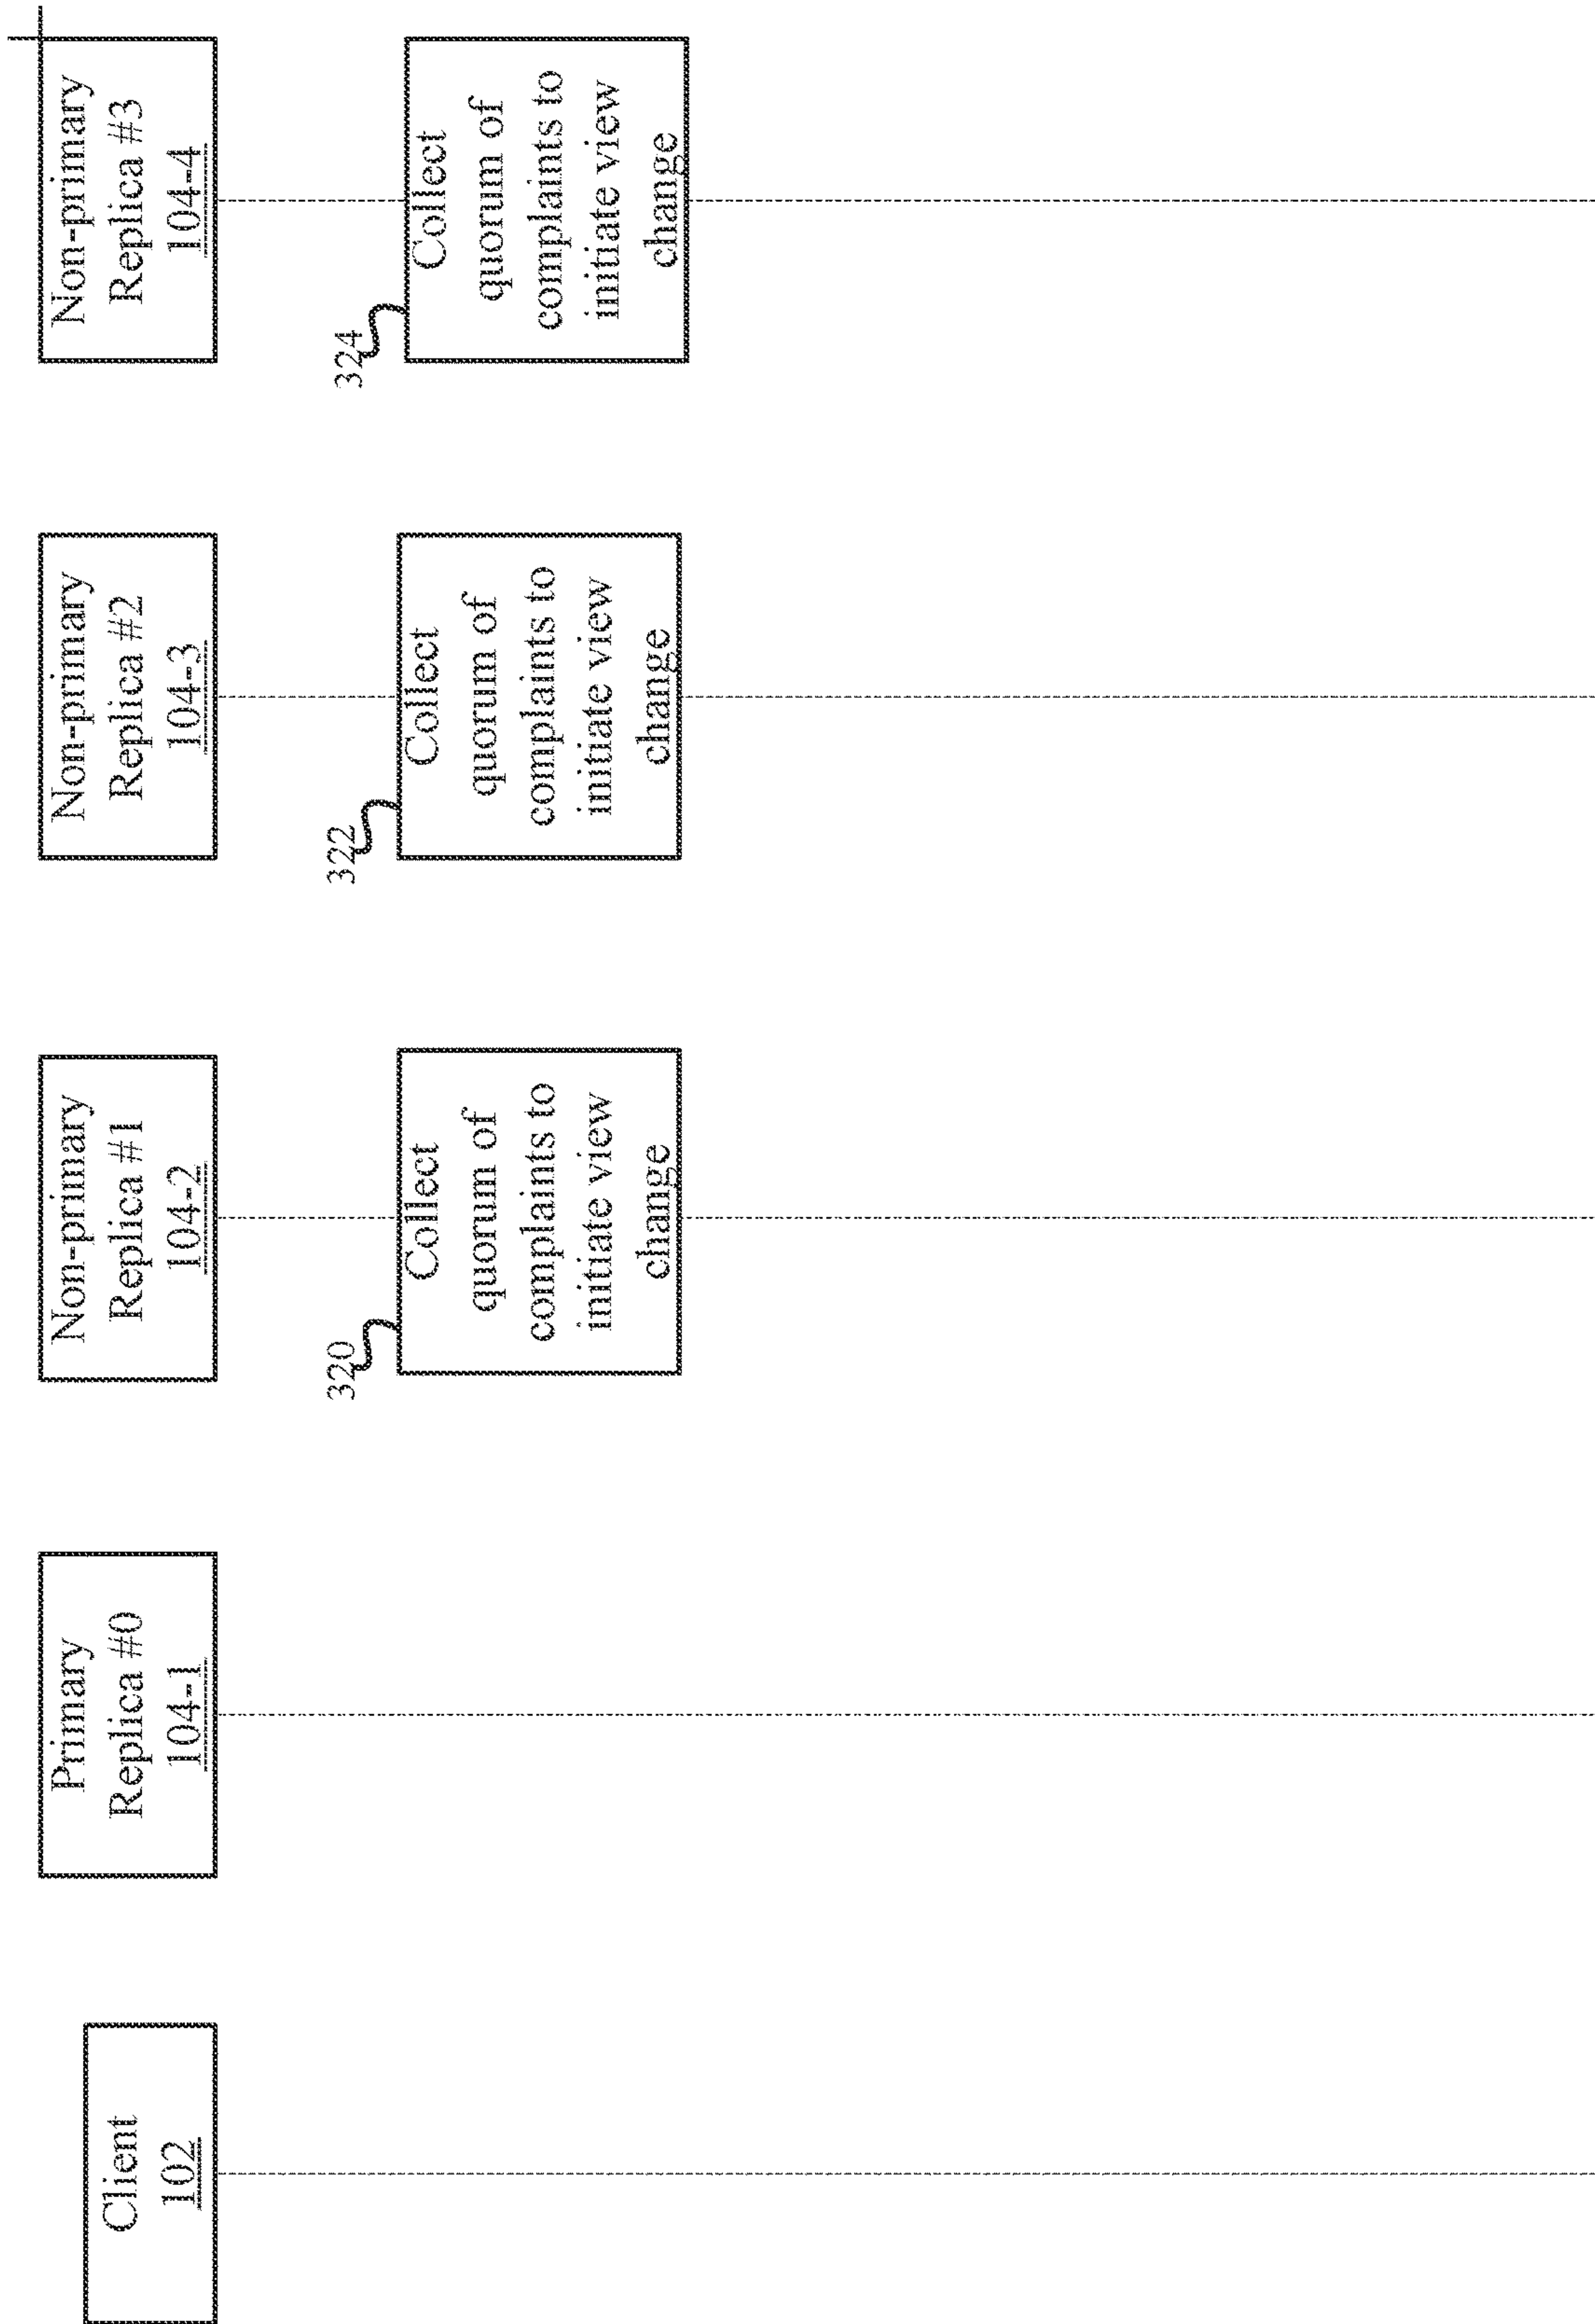 Client
102
Primary
Replica #0
104-1
Non-primary
Replica #1
104-2
Non-primary
Replica #2
104-3
Non-primary
Replica #3
104-4
320
Collect
quorum of
complaints to
initiate view
change
322
Collect
quorum of
complaints to
initiate view
change
324
Collect
quorum of
complaints to
initiate view
change